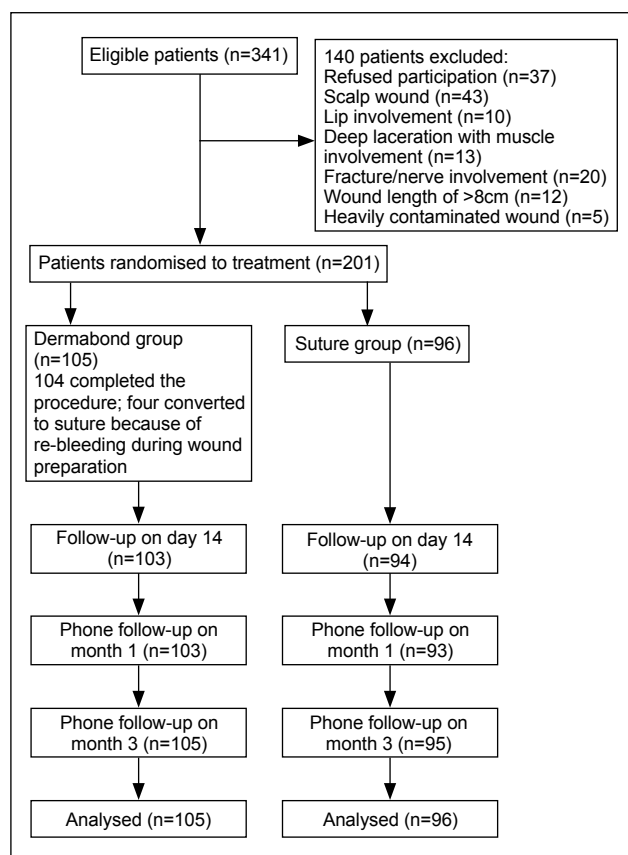 Eligible patients (n=341)
140 patients excluded:
Refused participation (n=37)
Scalp wound (n=43)
Lip involvement (n=10)
Deep laceration with muscle
involvement (n=13)
Fracture/nerve involvement (n=20)
Wound length of >8cm (n=12)
Heavily contaminated wound (n=5)
Patients randomised to treatment (n=201)
Dermabond group
(n=105)
104 completed the
procedure; four converted
to suture because of
re-bleeding during wound
preparation
Suture group (n=96)
Follow-up on day 14
(n=103)
Follow-up on day 14
(n=94)
Phone follow-up on
month 1 (n=103)
Phone follow-up on
month 1 (n=93)
Phone follow-up on
month 3 (n=105)
Phone follow-up on
month 3 (n=95)
Analysed (n=105)
Analysed (n=96)